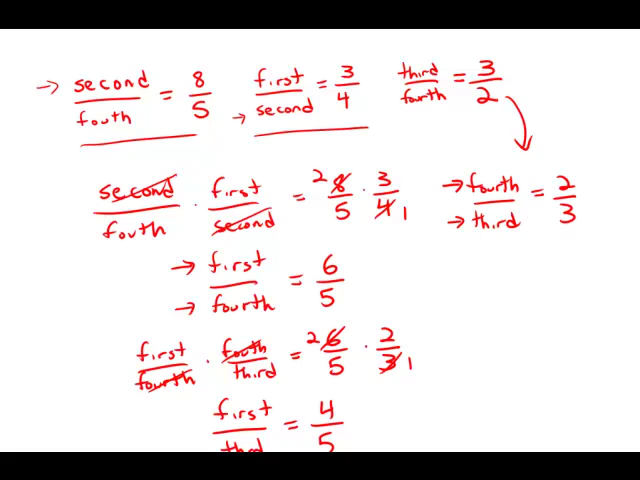 → second/fouth = 8/5 first/→ second = 3/4 third/fourth = 3/2
second/fouth · first/second = 2 8/5 · 3/4 1 → fourth/→ third = 2/3
→ first/→ fourth = 6/5
first/fourth · fouth/third = 2 6/5 · 2/3 1
first/thrd = 4/5